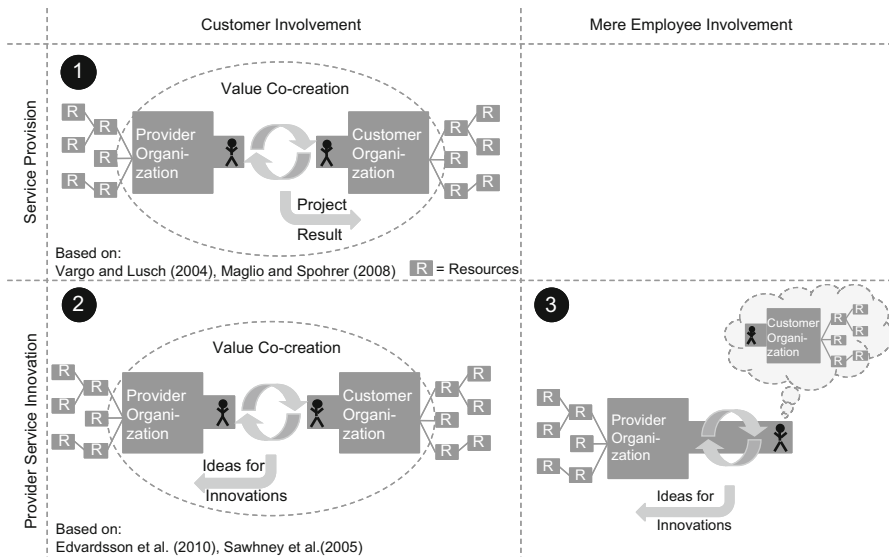 Customer Involvement
Mere Employee Involvement
Service Provision
1
Value Co-creation
R
R
R
R
R
R
Provider
Organi-
zation
Customer
Organi-
zation
R
R
R
R
R
R
Project
Result
Based on:
Vargo and Lusch (2004), Maglio and Spohrer (2008)
R = Resources
Provider Service Innovation
2
Value Co-creation
R
R
R
R
R
R
Provider
Organi-
zation
Customer
Organi-
zation
R
R
R
R
R
R
Ideas for
Innovations
Based on:
Edvardsson et al. (2010), Sawhney et al.(2005)
3
Customer
Organi-
zation
R
R
R
R
R
R
R
R
R
R
R
R
Provider
Organi-
zation
Ideas for
Innovations